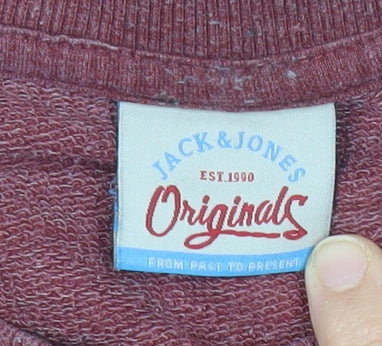 JACK & JONES
EST. 1990
Originals
FROM PAST TO PRESENT